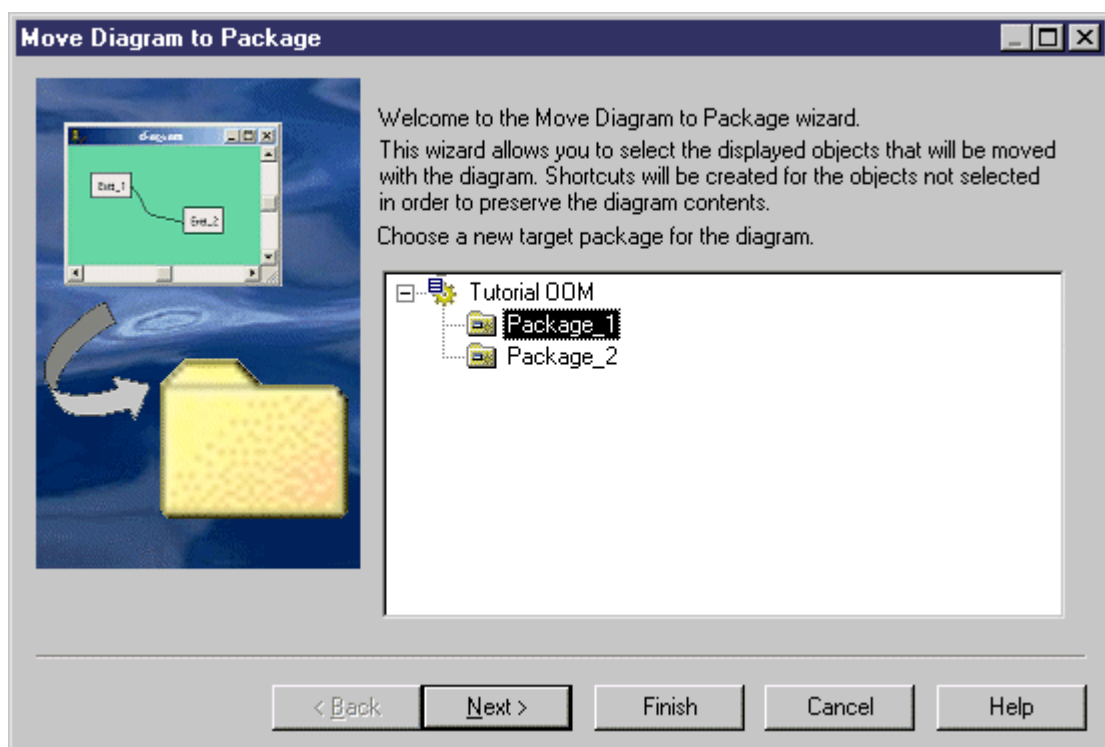 Move Diagram to Package
diagram
Welcome to the Move Diagram to Package wizard.
This wizard allows you to select the displayed objects that will be moved
with the diagram. Shortcuts will be created for the objects not selected
in order to preserve the diagram contents.
Choose a new target package for the diagram.
Tutorial OOM
Package_1
Package_2
< Back
Next >
Finish
Cancel
Help